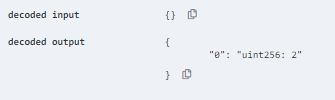 decoded input {}
decoded output {
"0": "uint256: 2"
}